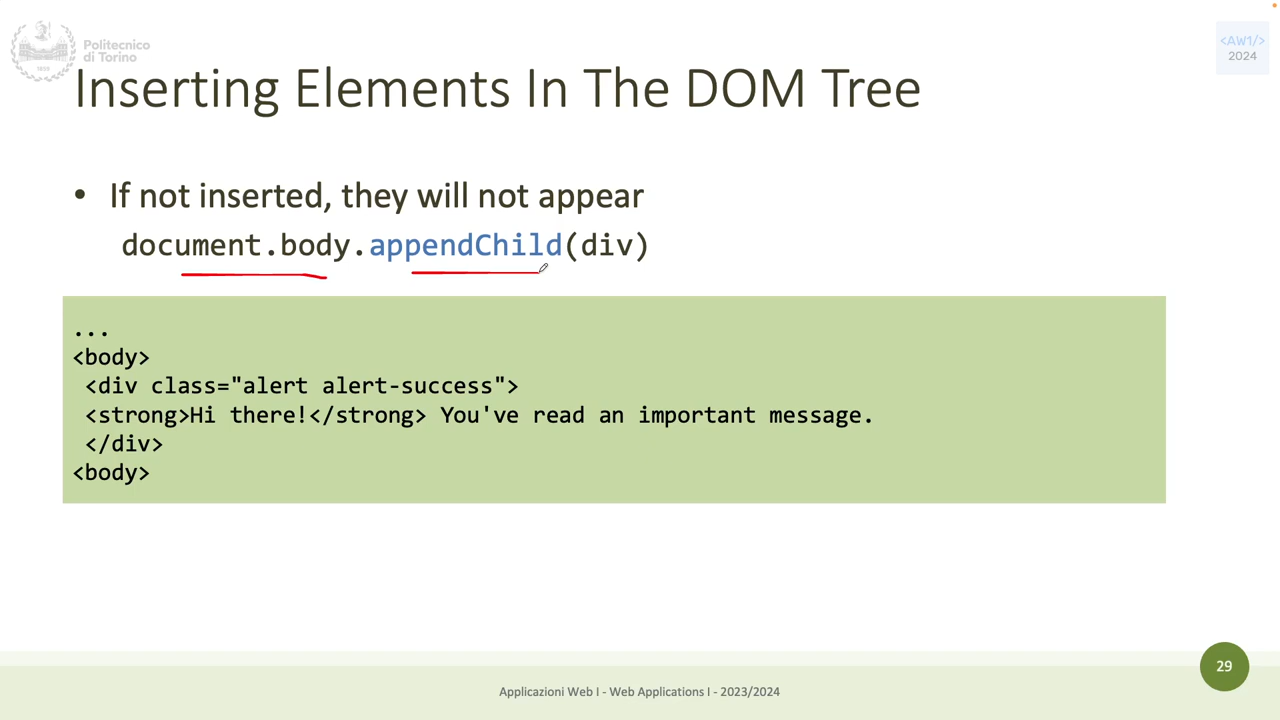 Politecnico
di Torino
1859
<AW1/>
2024
Inserting Elements In The DOM Tree
• If not inserted, they will not appear
document.body.appendChild(div)
...
<body>
<div class="alert alert-success">
<strong>Hi there!</strong> You've read an important message.
</div>
<body>
29
Applicazioni Web I - Web Applications I - 2023/2024